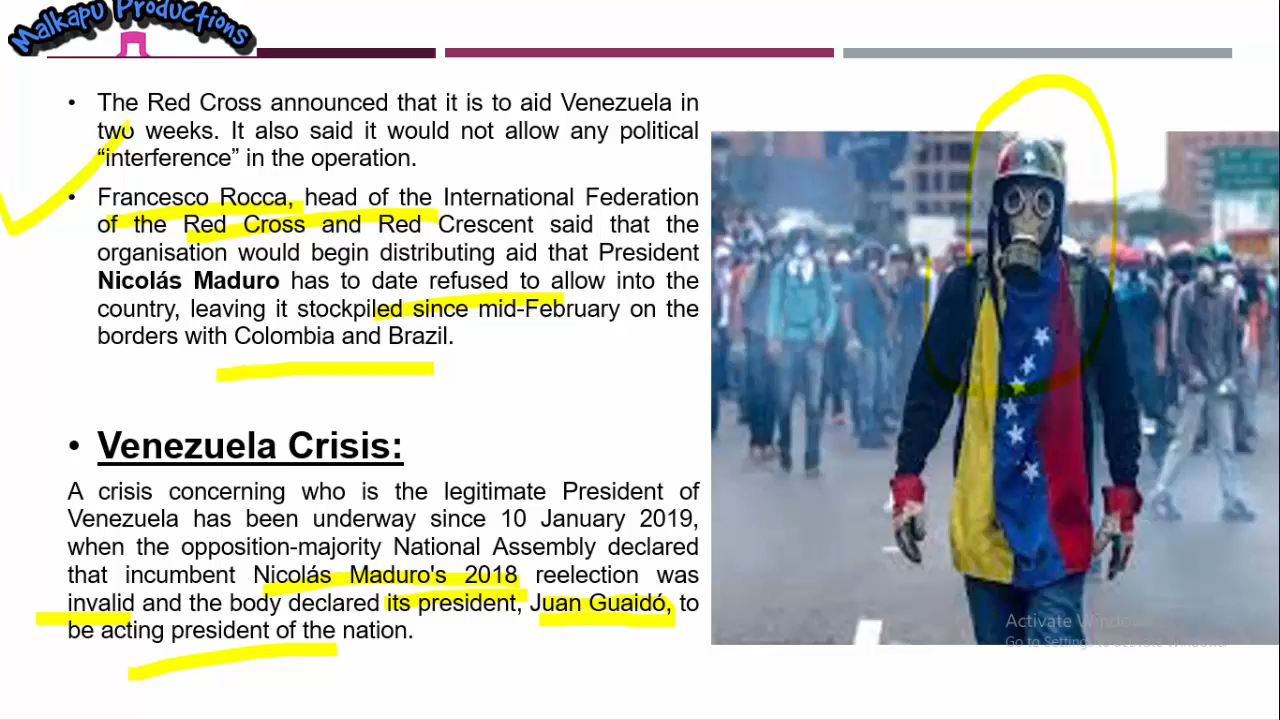 Malkapu Productions
• The Red Cross announced that it is to aid Venezuela in
two weeks. It also said it would not allow any political
“interference” in the operation.
• Francesco Rocca, head of the International Federation
of the Red Cross and Red Crescent said that the
organisation would begin distributing aid that President
Nicolás Maduro has to date refused to allow into the
country, leaving it stockpiled since mid-February on the
borders with Colombia and Brazil.
• Venezuela Crisis:
A crisis concerning who is the legitimate President of
Venezuela has been underway since 10 January 2019,
when the opposition-majority National Assembly declared
that incumbent Nicolás Maduro's 2018 reelection was
invalid and the body declared its president, Juan Guaidó, to
be acting president of the nation.
Activate Windows
Go to Settings to activate Windows.